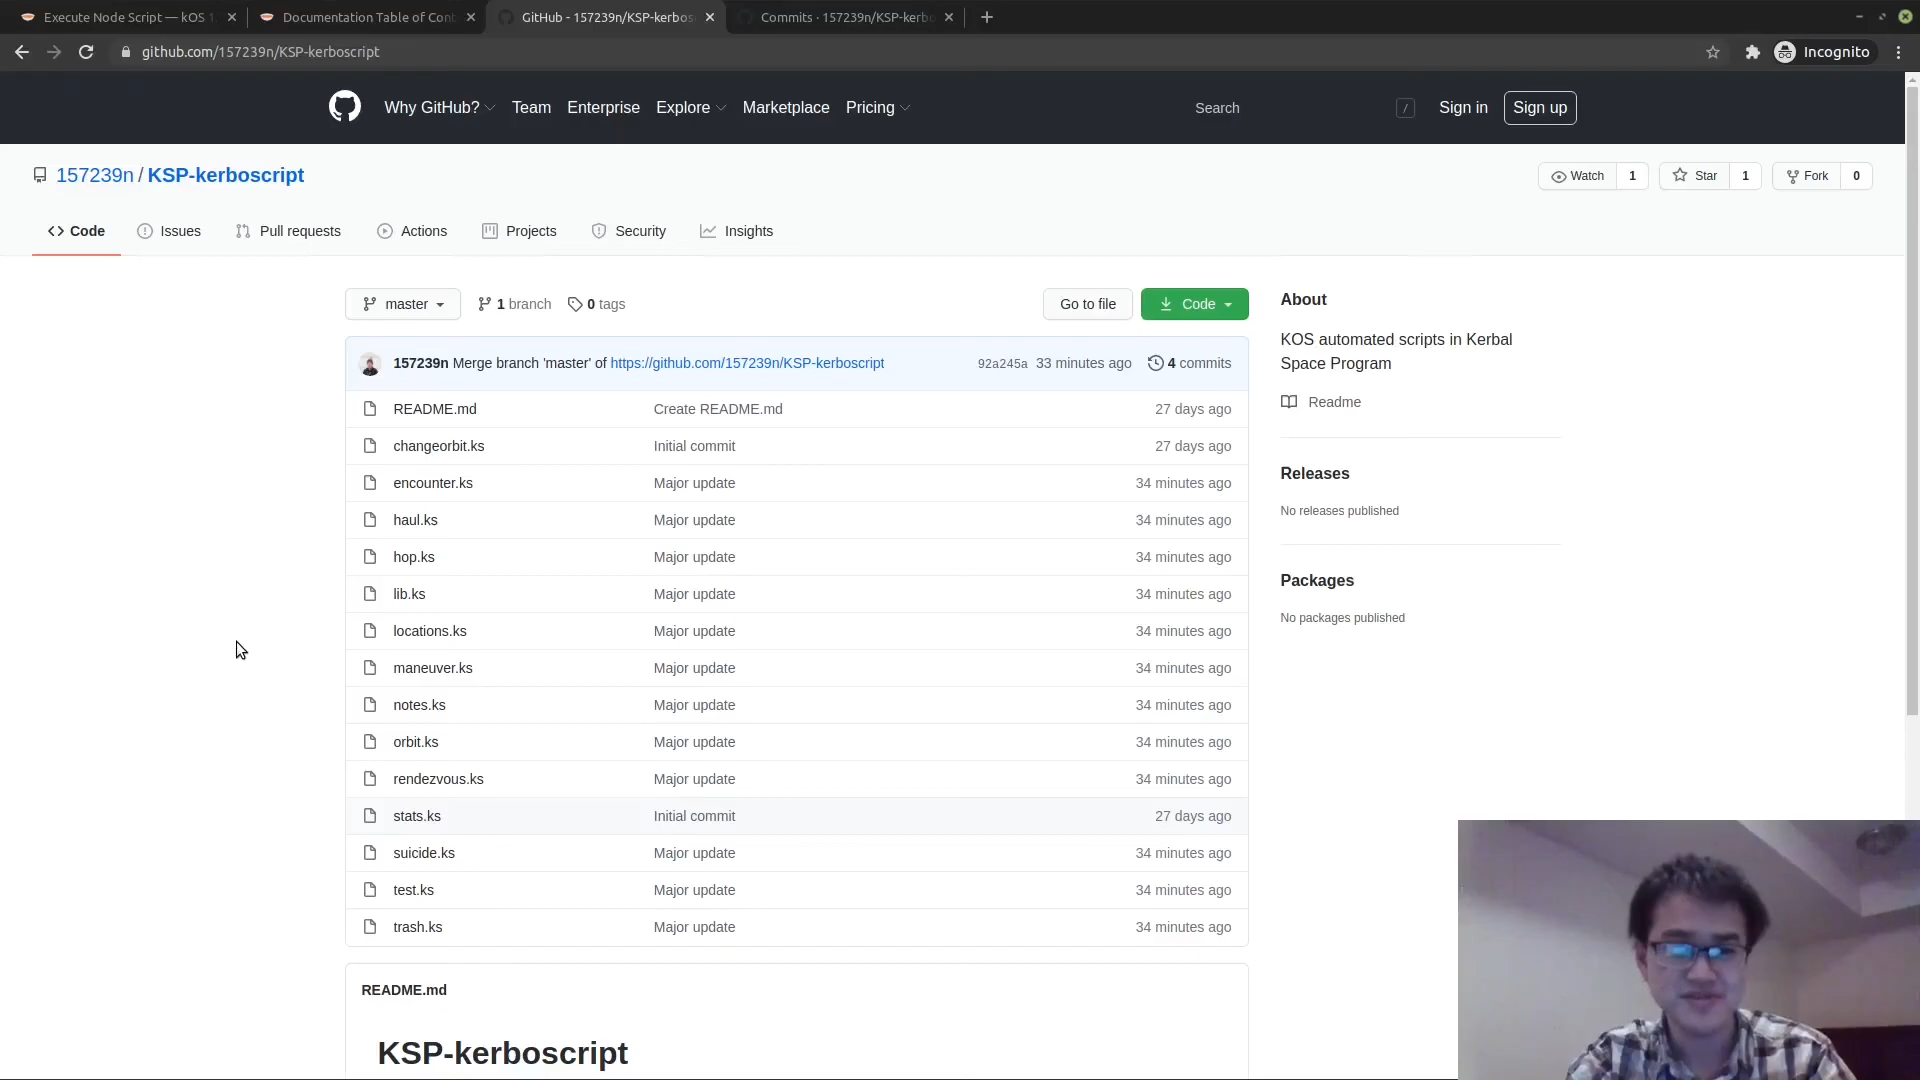 Execute Node Script — kOS 1
Documentation Table of Cont
GitHub - 157239n/KSP-kerbos
Commits · 157239n/KSP-kerbo
github.com/157239n/KSP-kerboscript
Incognito
Why GitHub? Team Enterprise Explore Marketplace Pricing
Search /
Sign in Sign up
157239n / KSP-kerboscript
Watch 1 Star 1 Fork 0
Code Issues Pull requests Actions Projects Security Insights
master 1 branch 0 tags
Go to file Code
157239n Merge branch 'master' of https://github.com/157239n/KSP-kerboscript 92a245a 33 minutes ago 4 commits
README.md Create README.md 27 days ago
changeorbit.ks Initial commit 27 days ago
encounter.ks Major update 34 minutes ago
haul.ks Major update 34 minutes ago
hop.ks Major update 34 minutes ago
lib.ks Major update 34 minutes ago
locations.ks Major update 34 minutes ago
maneuver.ks Major update 34 minutes ago
notes.ks Major update 34 minutes ago
orbit.ks Major update 34 minutes ago
rendezvous.ks Major update 34 minutes ago
stats.ks Initial commit 27 days ago
suicide.ks Major update 34 minutes ago
test.ks Major update 34 minutes ago
trash.ks Major update 34 minutes ago
README.md
KSP-kerboscript
About
KOS automated scripts in Kerbal
Space Program
Readme
Releases
No releases published
Packages
No packages published